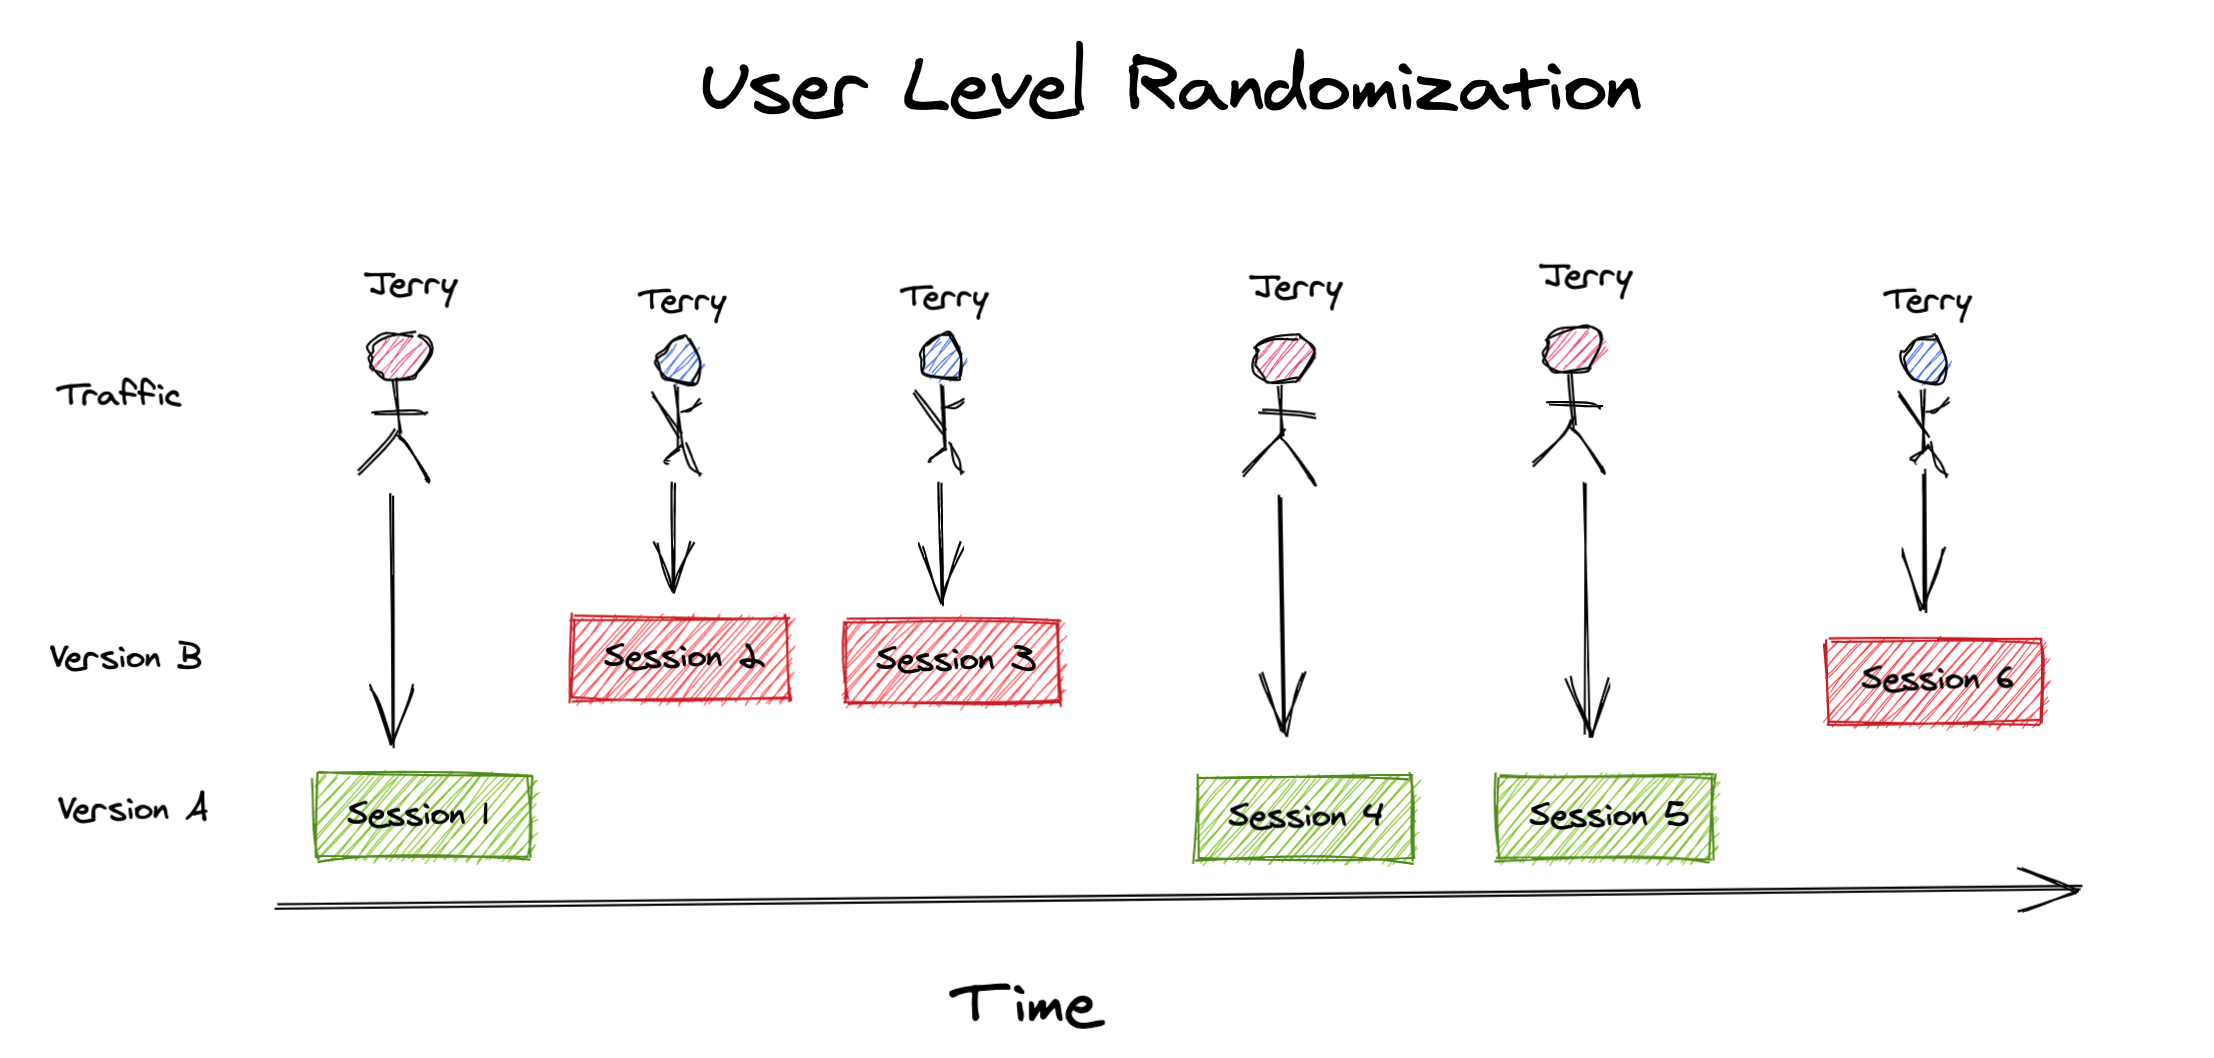 User Level Randomization
Jerry
Terry
Terry
Jerry
Jerry
Terry
Traffic
Version B
Session 2
Session 3
Session 6
Version A
Session 1
Session 4
Session 5
Time